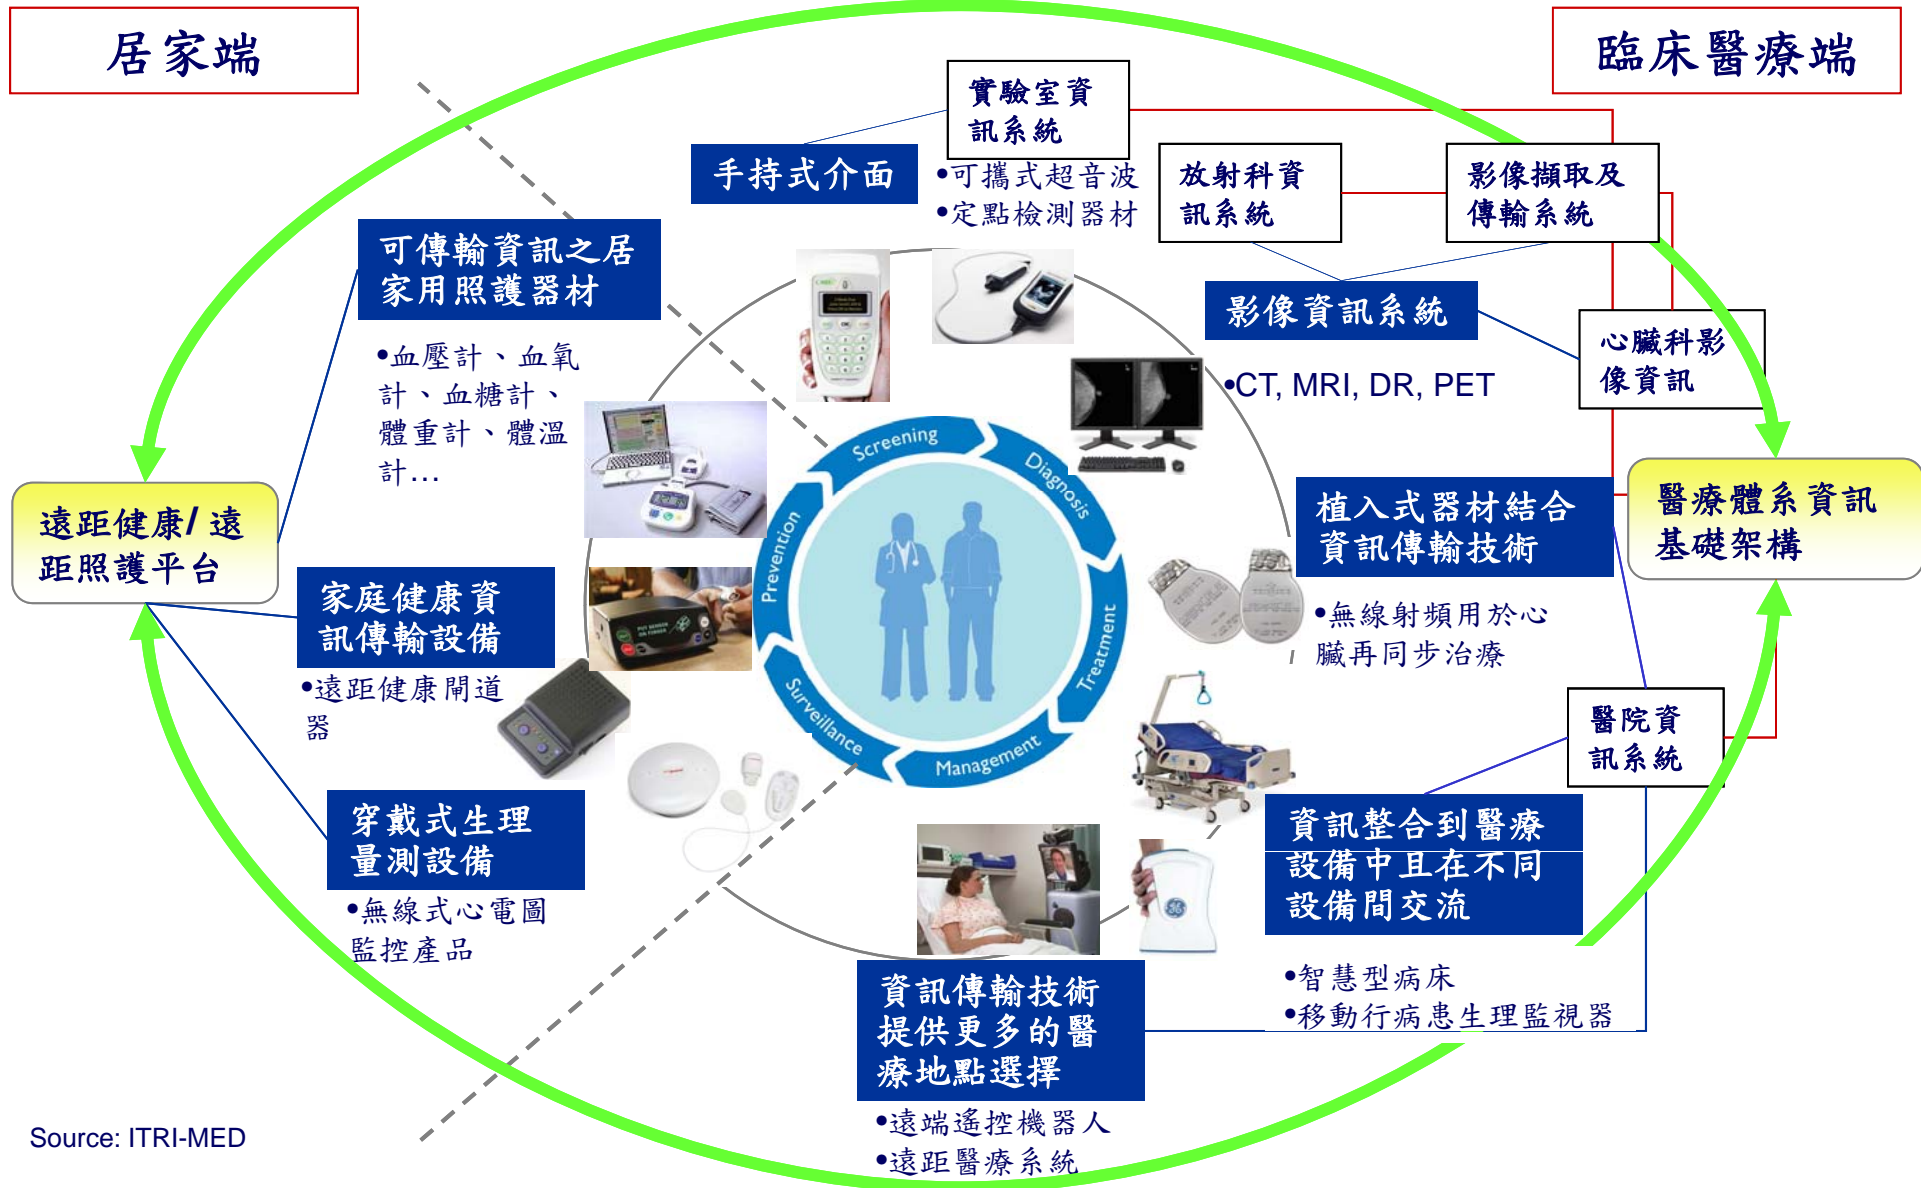 居家端
臨床醫療端
實驗室資
訊系統
手持式介面
•可攜式超音波
•定點檢測器材
放射科資
訊系統
影像擷取及
傳輸系統
可傳輸資訊之居
家用照護器材
•血壓計、血氧
計、血糖計、
體重計、體溫
計…
影像資訊系統
心臟科影
像資訊
•CT, MRI, DR, PET
Screening
Diagnosis
Treatment
Management
Surveillance
Prevention
遠距健康/ 遠
距照護平台
植入式器材結合
資訊傳輸技術
醫療體系資訊
基礎架構
•無線射頻用於心
臟再同步治療
家庭健康資
訊傳輸設備
•遠距健康閘道
器
醫院資
訊系統
穿戴式生理
量測設備
•無線式心電圖
監控產品
資訊整合到醫療
設備中且在不同
設備間交流
•智慧型病床
•移動行病患生理監視器
資訊傳輸技術
提供更多的醫
療地點選擇
•遠端遙控機器人
•遠距醫療系統
Source: ITRI-MED